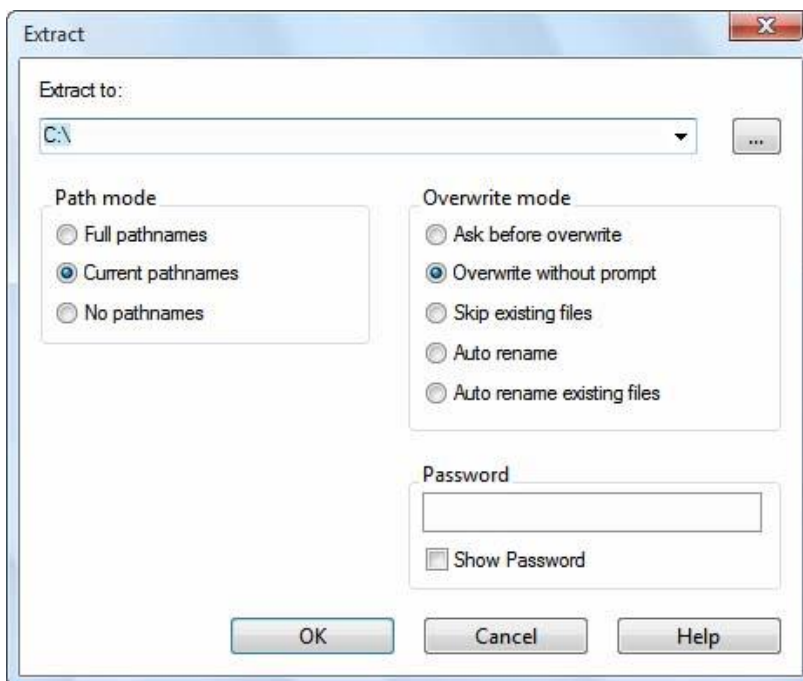 Extract
Extract to:
C:\
...
Path mode
Full pathnames
Current pathnames
No pathnames
Overwrite mode
Ask before overwrite
Overwrite without prompt
Skip existing files
Auto rename
Auto rename existing files
Password
Show Password
OK
Cancel
Help